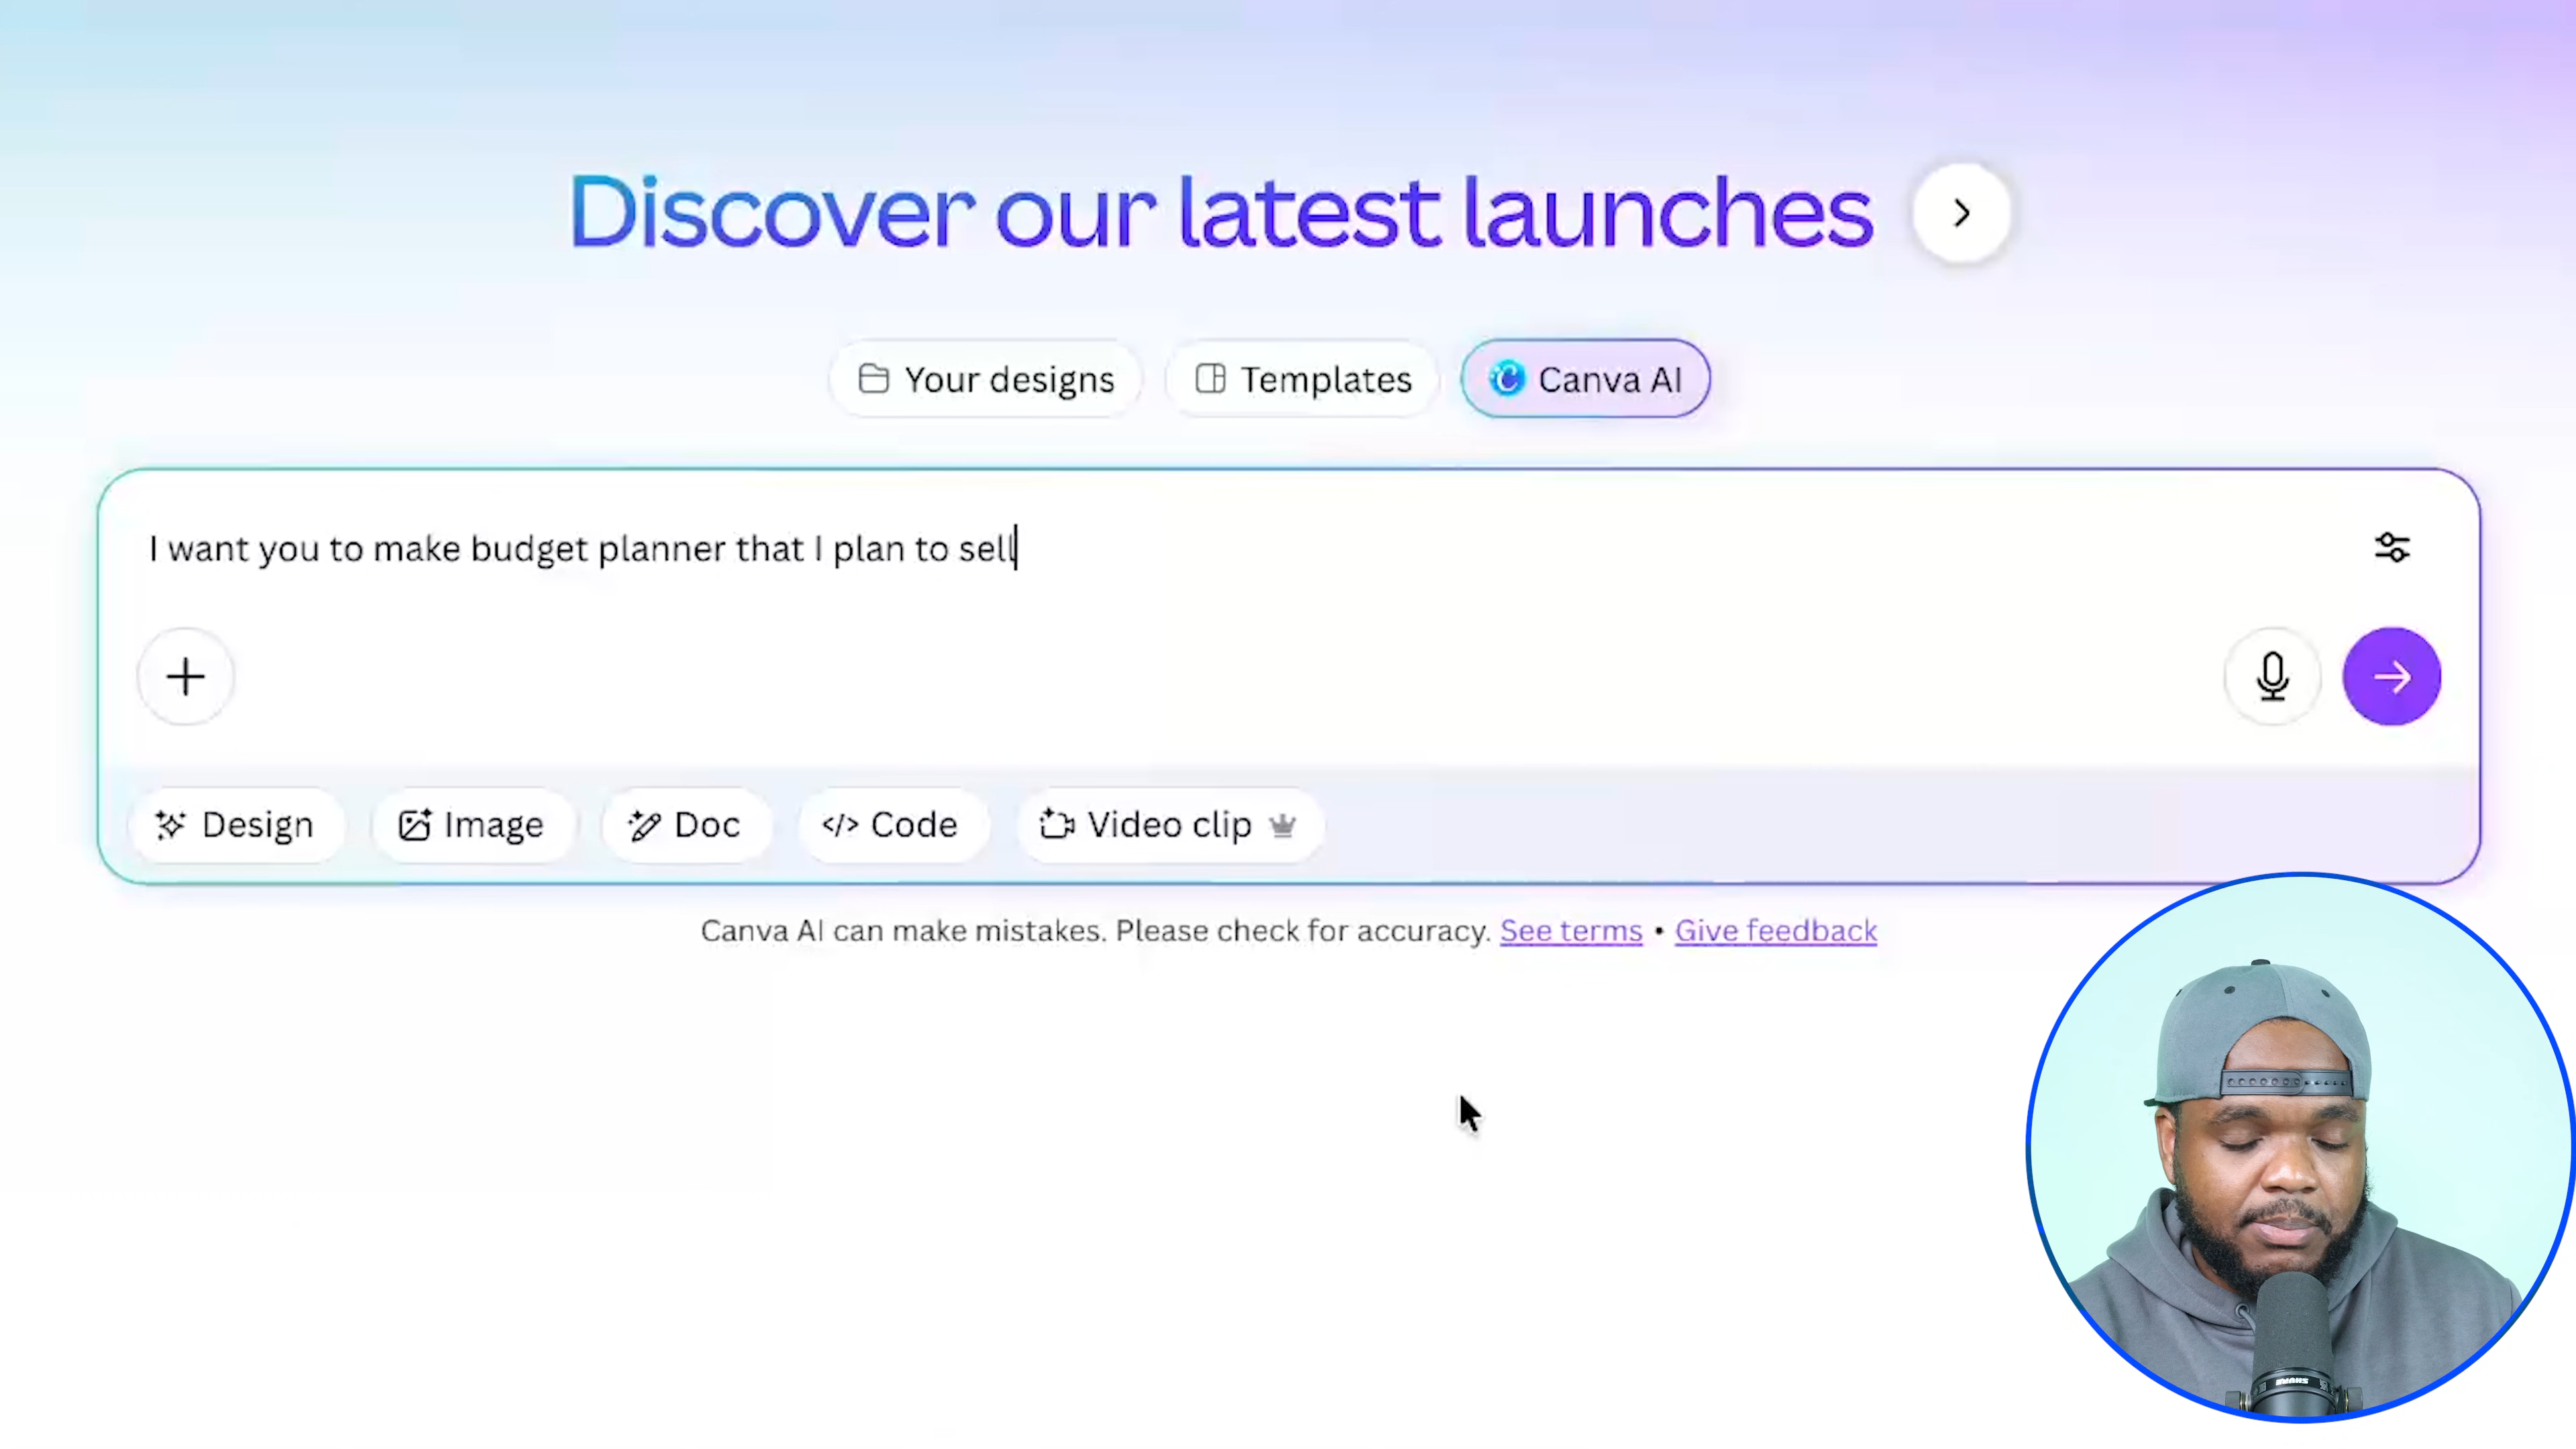 Discover our latest launches
Your designs
Templates
Canva AI
I want you to make budget planner that I plan to sell
Design
Image
Doc
Code
Video clip
Canva AI can make mistakes. Please check for accuracy. See terms • Give feedback
SHURE